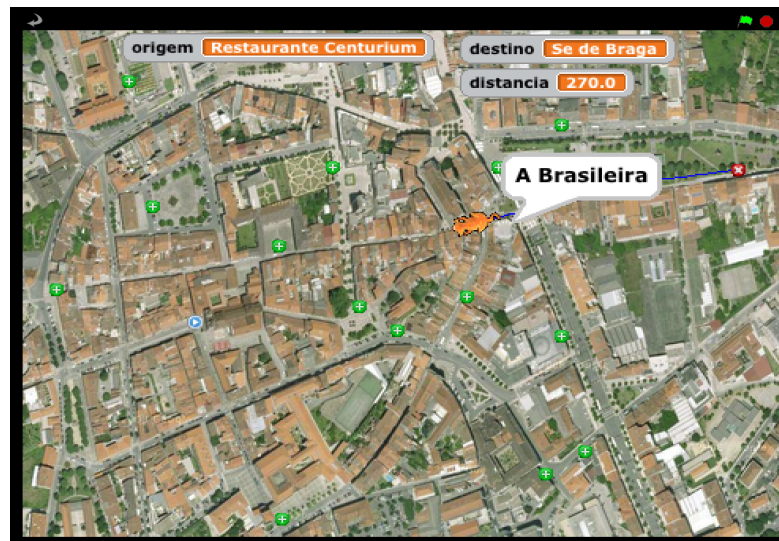 origem Restaurante Centurium
destino Se de Braga
distancia 270.0
A Brasileira